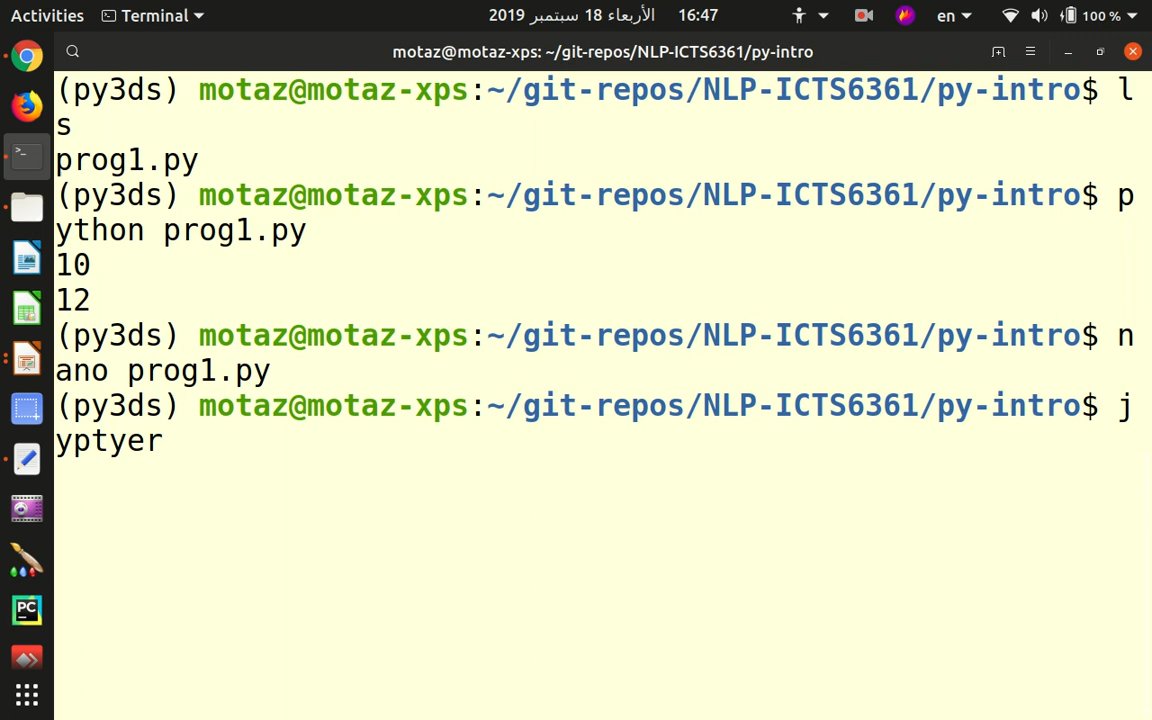 Activities Terminal 2019 الأربعاء 18 سبتمبر 16:47 en 100 %
motaz@motaz-xps: ~/git-repos/NLP-ICTS6361/py-intro
(py3ds) motaz@motaz-xps:~/git-repos/NLP-ICTS6361/py-intro$ l
s
prog1.py
(py3ds) motaz@motaz-xps:~/git-repos/NLP-ICTS6361/py-intro$ p
ython prog1.py
10
12
(py3ds) motaz@motaz-xps:~/git-repos/NLP-ICTS6361/py-intro$ n
ano prog1.py
(py3ds) motaz@motaz-xps:~/git-repos/NLP-ICTS6361/py-intro$ j
yptyer
PC